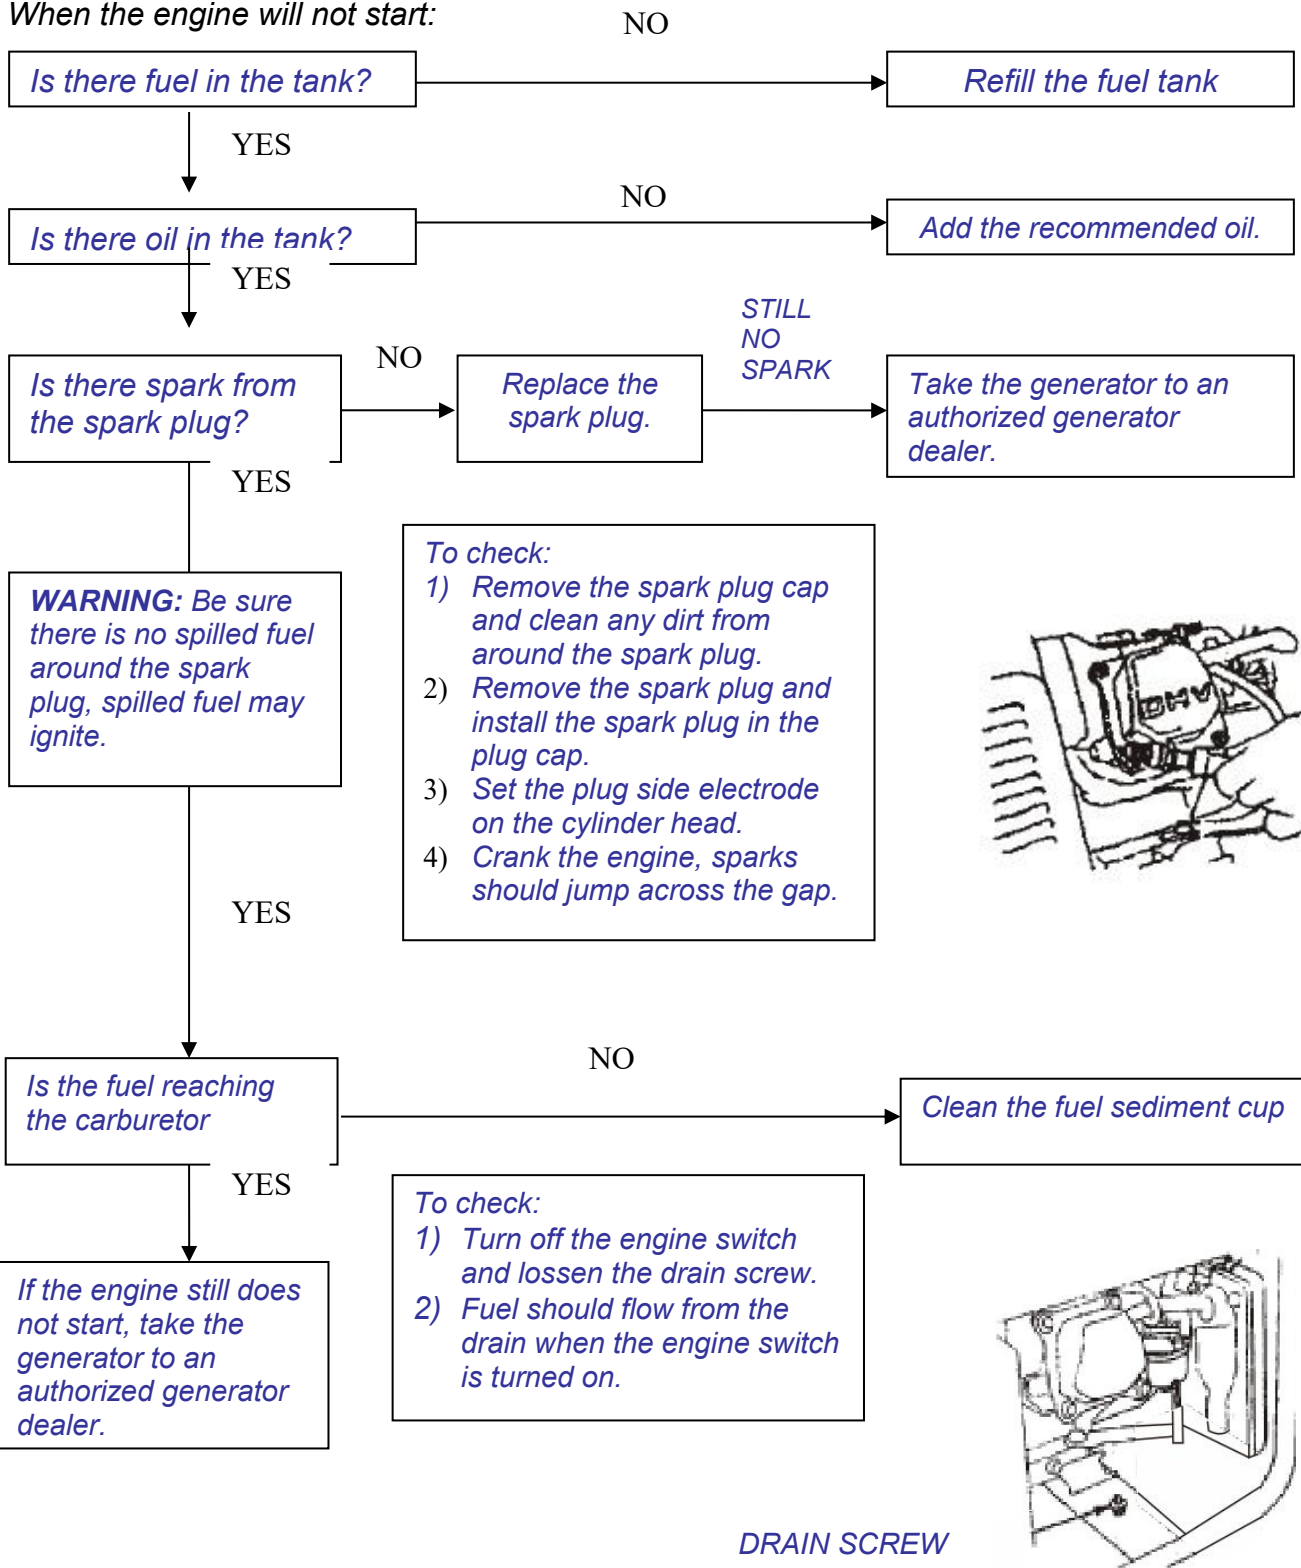 When the engine will not start:
NO
Is there fuel in the tank?
Refill the fuel tank
YES
NO
Is there oil in the tank?
Add the recommended oil.
YES
STILL
NO
SPARK
NO
Is there spark from
the spark plug?
Replace the
spark plug.
Take the generator to an
authorized generator
dealer.
YES
WARNING: Be sure
there is no spilled fuel
around the spark
plug, spilled fuel may
ignite.
To check:
1) Remove the spark plug cap
and clean any dirt from
around the spark plug.
2) Remove the spark plug and
install the spark plug in the
plug cap.
3) Set the plug side electrode
on the cylinder head.
4) Crank the engine, sparks
should jump across the gap.
OHV
YES
NO
Is the fuel reaching
the carburetor
Clean the fuel sediment cup
YES
To check:
1) Turn off the engine switch
and lossen the drain screw.
2) Fuel should flow from the
drain when the engine switch
is turned on.
If the engine still does
not start, take the
generator to an
authorized generator
dealer.
DRAIN SCREW